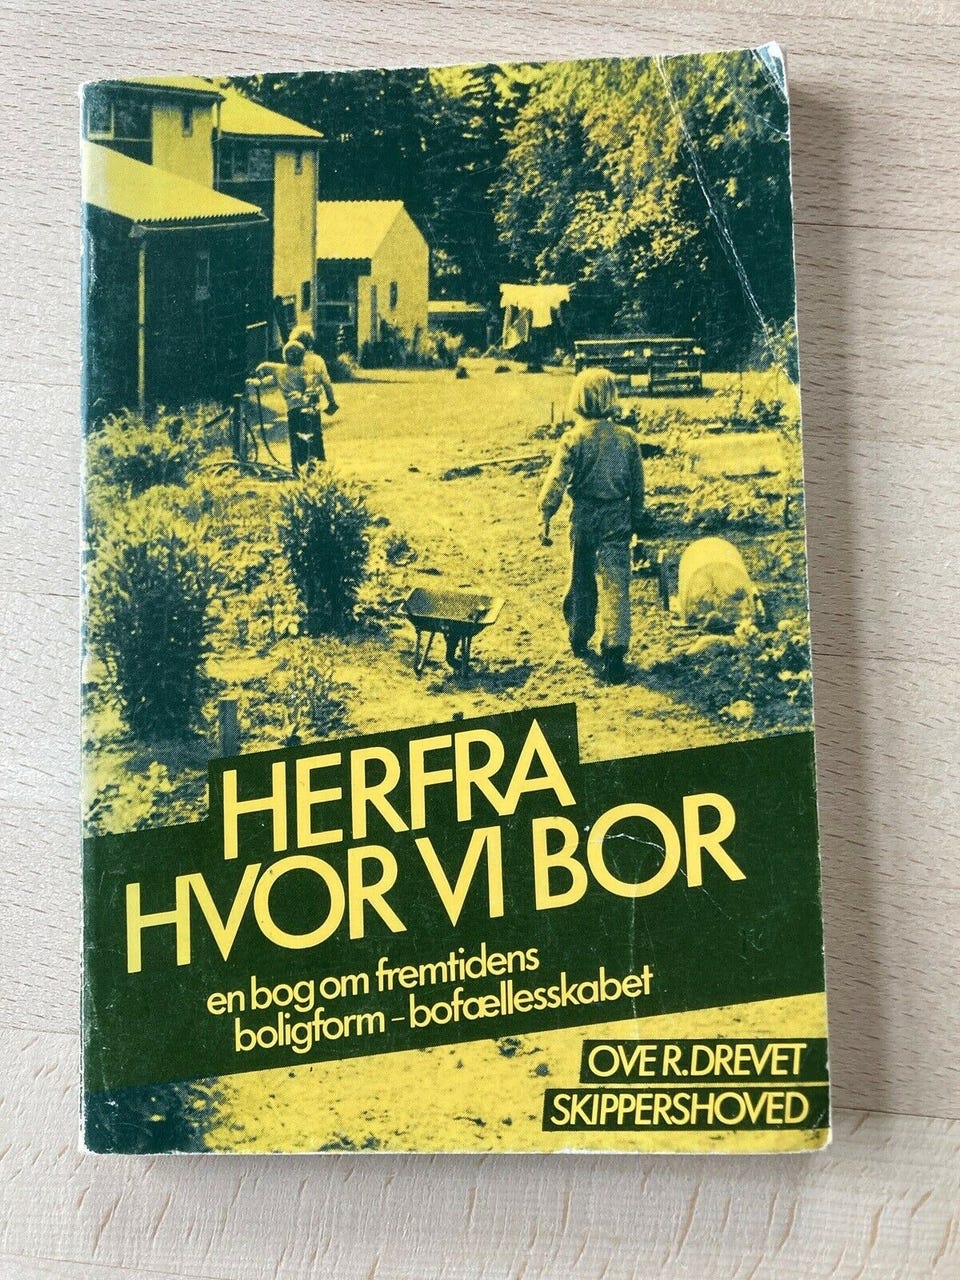 HERFRA
HVOR VI BOR
en bog om fremtidens
boligform – bofællesskabet
OVE R. DREVET
SKIPPERSHOVED